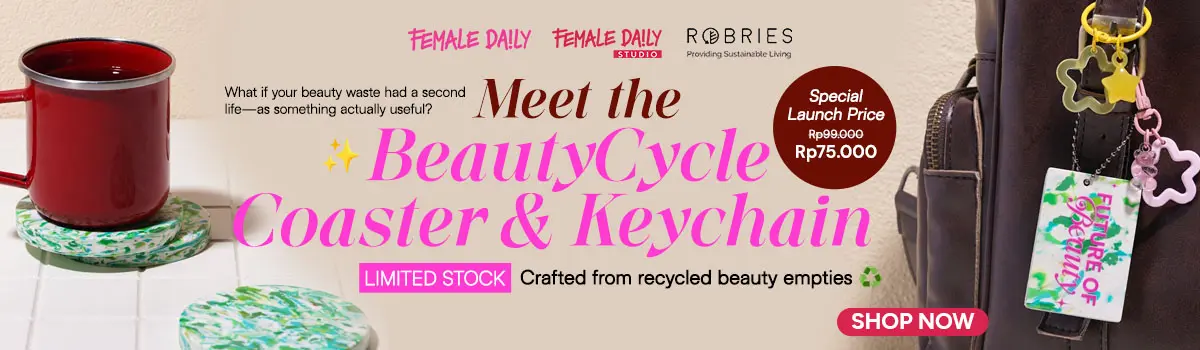 FEMALE DAILY
FEMALE DAILY
STUDIO
ROBRIES
Providing Sustainable Living
What if your beauty waste had a second
life—as something actually useful?
Meet the
BeautyCycle
Coaster & Keychain
Special
Launch Price
Rp99.000
Rp75.000
LIMITED STOCK
Crafted from recycled beauty empties
SHOP NOW
FUTURE OF
Beauty